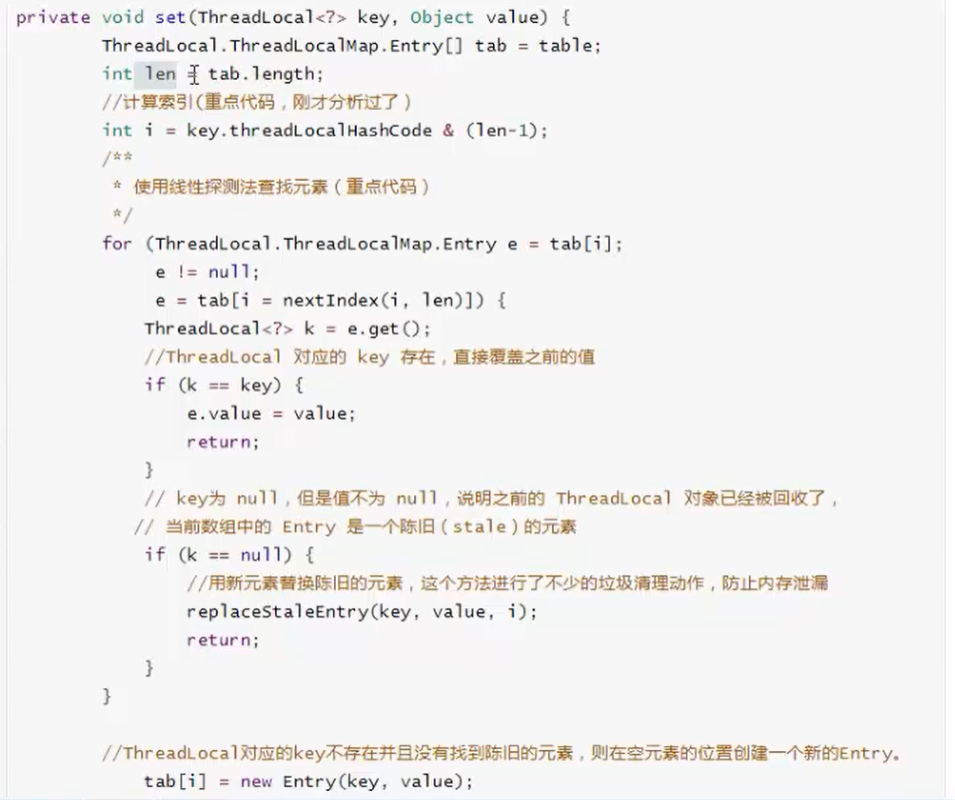 private void set(ThreadLocal<?> key, Object value) {
ThreadLocal.ThreadLocalMap.Entry[] tab = table;
int len = tab.length;
//计算索引(重点代码，刚才分析过了）
int i = key.threadLocalHashCode & (len-1);
/**
* 使用线性探测法查找元素（重点代码）
*/
for (ThreadLocal.ThreadLocalMap.Entry e = tab[i];
e != null;
e = tab[i = nextIndex(i, len)]) {
ThreadLocal<?> k = e.get();
//ThreadLocal 对应的 key 存在，直接覆盖之前的值
if (k == key) {
e.value = value;
return;
}
// key为 null，但是值不为 null，说明之前的 ThreadLocal 对象已经被回收了，
// 当前数组中的 Entry 是一个陈旧（stale）的元素
if (k == null) {
//用新元素替换陈旧的元素，这个方法进行了不少的垃圾清理动作，防止内存泄漏
replaceStaleEntry(key, value, i);
return;
}
}
//ThreadLocal对应的key不存在并且没有找到陈旧的元素，则在空元素的位置创建一个新的Entry。
tab[i] = new Entry(key, value);